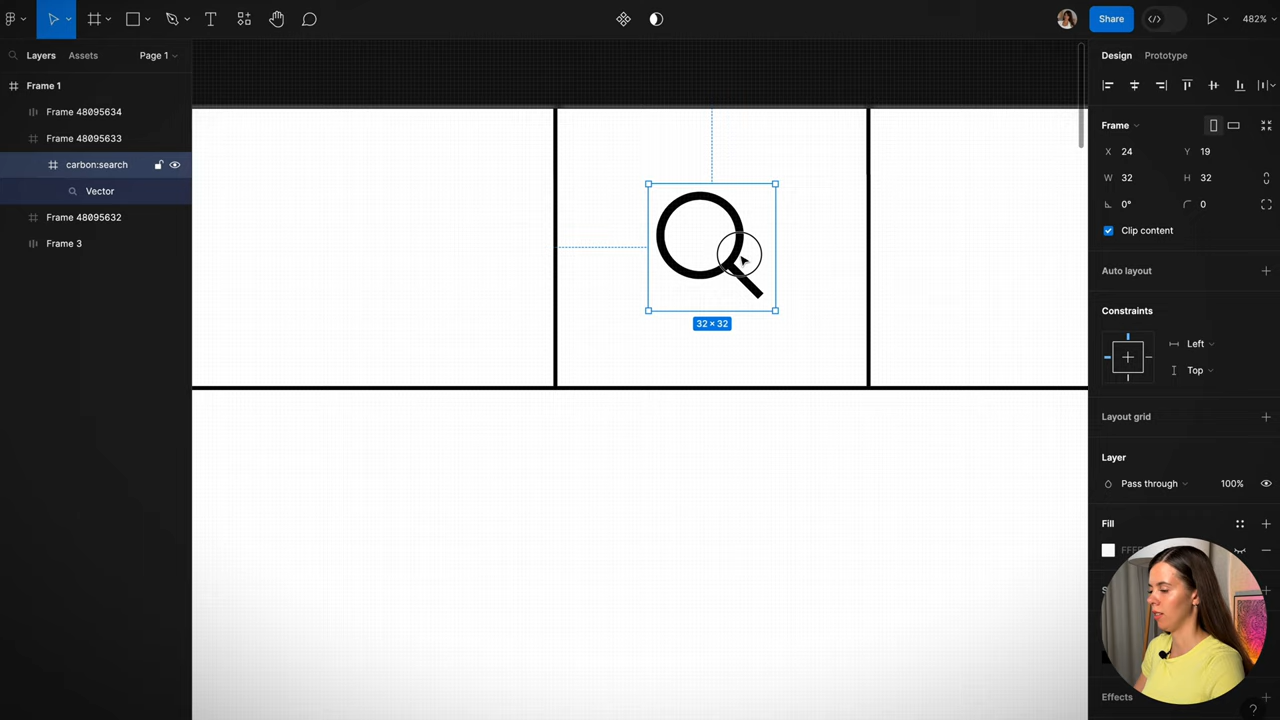 Share
482%
Layers
Assets
Page 1
Design
Prototype
Frame 1
Frame 48095634
Frame 48095633
carbon:search
Vector
Frame 48095632
Frame 3
32 × 32
Frame
X 24
Y 19
W 32
H 32
0°
0
Clip content
Auto layout
Constraints
Left
Top
Layout grid
Layer
Pass through
100%
Fill
Effects
?